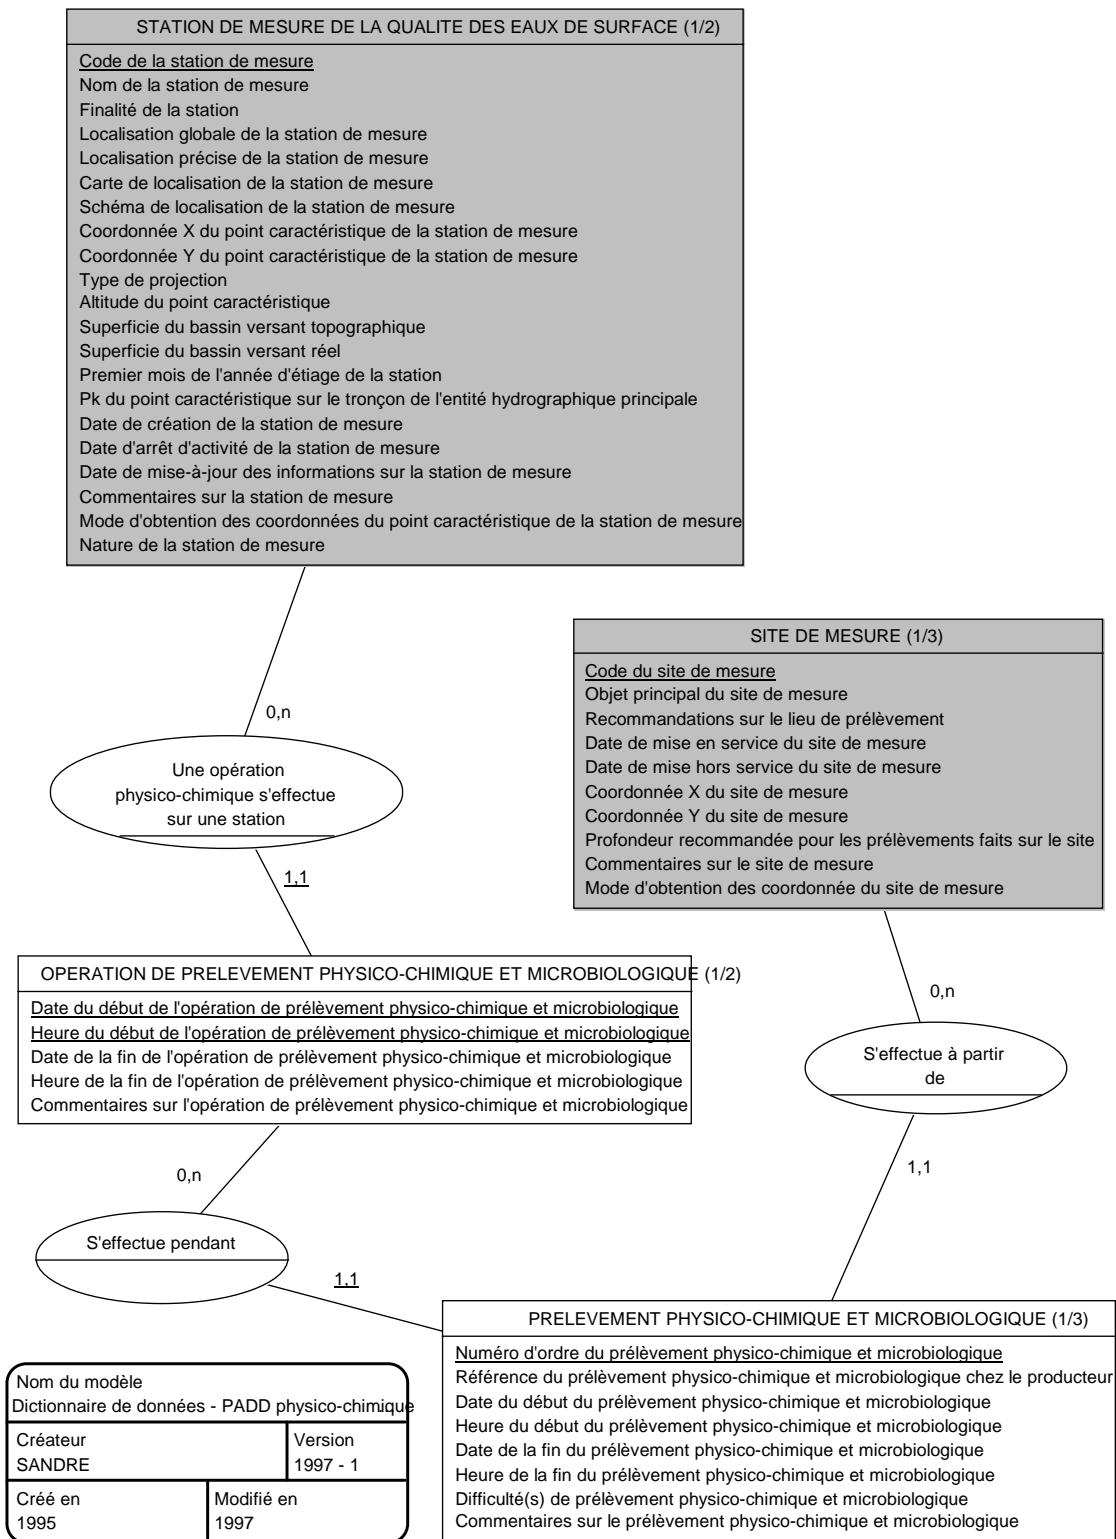 STATION DE MESURE DE LA QUALITE DES EAUX DE SURFACE (1/2)
Code de la station de mesure
Nom de la station de mesure
Finalité de la station
Localisation globale de la station de mesure
Localisation précise de la station de mesure
Carte de localisation de la station de mesure
Schéma de localisation de la station de mesure
Coordonnée X du point caractéristique de la station de mesure
Coordonnée Y du point caractéristique de la station de mesure
Type de projection
Altitude du point caractéristique
Superficie du bassin versant topographique
Superficie du bassin versant réel
Premier mois de l'année d'étiage de la station
Pk du point caractéristique sur le tronçon de l'entité hydrographique principale
Date de création de la station de mesure
Date d'arrêt d'activité de la station de mesure
Date de mise-à-jour des informations sur la station de mesure
Commentaires sur la station de mesure
Mode d'obtention des coordonnées du point caractéristique de la station de mesure
Nature de la station de mesure
0,n
Une opération
physico-chimique s'effectue
sur une station
1,1
SITE DE MESURE (1/3)
Code du site de mesure
Objet principal du site de mesure
Recommandations sur le lieu de prélèvement
Date de mise en service du site de mesure
Date de mise hors service du site de mesure
Coordonnée X du site de mesure
Coordonnée Y du site de mesure
Profondeur recommandée pour les prélèvements faits sur le site
Commentaires sur le site de mesure
Mode d'obtention des coordonnée du site de mesure
OPERATION DE PRELEVEMENT PHYSICO-CHIMIQUE ET MICROBIOLOGIQUE (1/2)
Date du début de l'opération de prélèvement physico-chimique et microbiologique
Heure du début de l'opération de prélèvement physico-chimique et microbiologique
Date de la fin de l'opération de prélèvement physico-chimique et microbiologique
Heure de la fin de l'opération de prélèvement physico-chimique et microbiologique
Commentaires sur l'opération de prélèvement physico-chimique et microbiologique
0,n
S'effectue à partir
de
1,1
0,n
S'effectue pendant
1,1
PRELEVEMENT PHYSICO-CHIMIQUE ET MICROBIOLOGIQUE (1/3)
Numéro d'ordre du prélèvement physico-chimique et microbiologique
Référence du prélèvement physico-chimique et microbiologique chez le producteur
Date du début du prélèvement physico-chimique et microbiologique
Heure du début du prélèvement physico-chimique et microbiologique
Date de la fin du prélèvement physico-chimique et microbiologique
Heure de la fin du prélèvement physico-chimique et microbiologique
Difficulté(s) de prélèvement physico-chimique et microbiologique
Commentaires sur le prélèvement physico-chimique et microbiologique
Nom du modèle
Dictionnaire de données - PADD physico-chimique
Créateur
SANDRE
Version
1997 - 1
Créé en
1995
Modifié en
1997